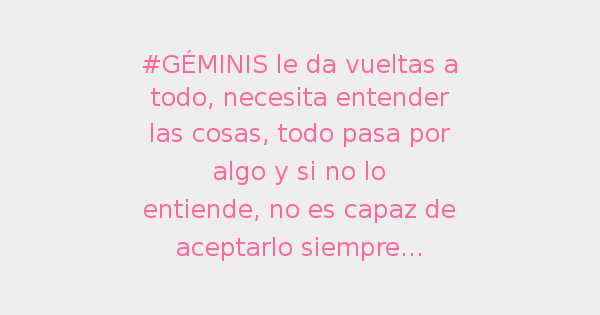 #GÉMINIS le da vueltas a
todo, necesita entender
las cosas, todo pasa por
algo y si no lo
entiende, no es capaz de
aceptarlo siempre...